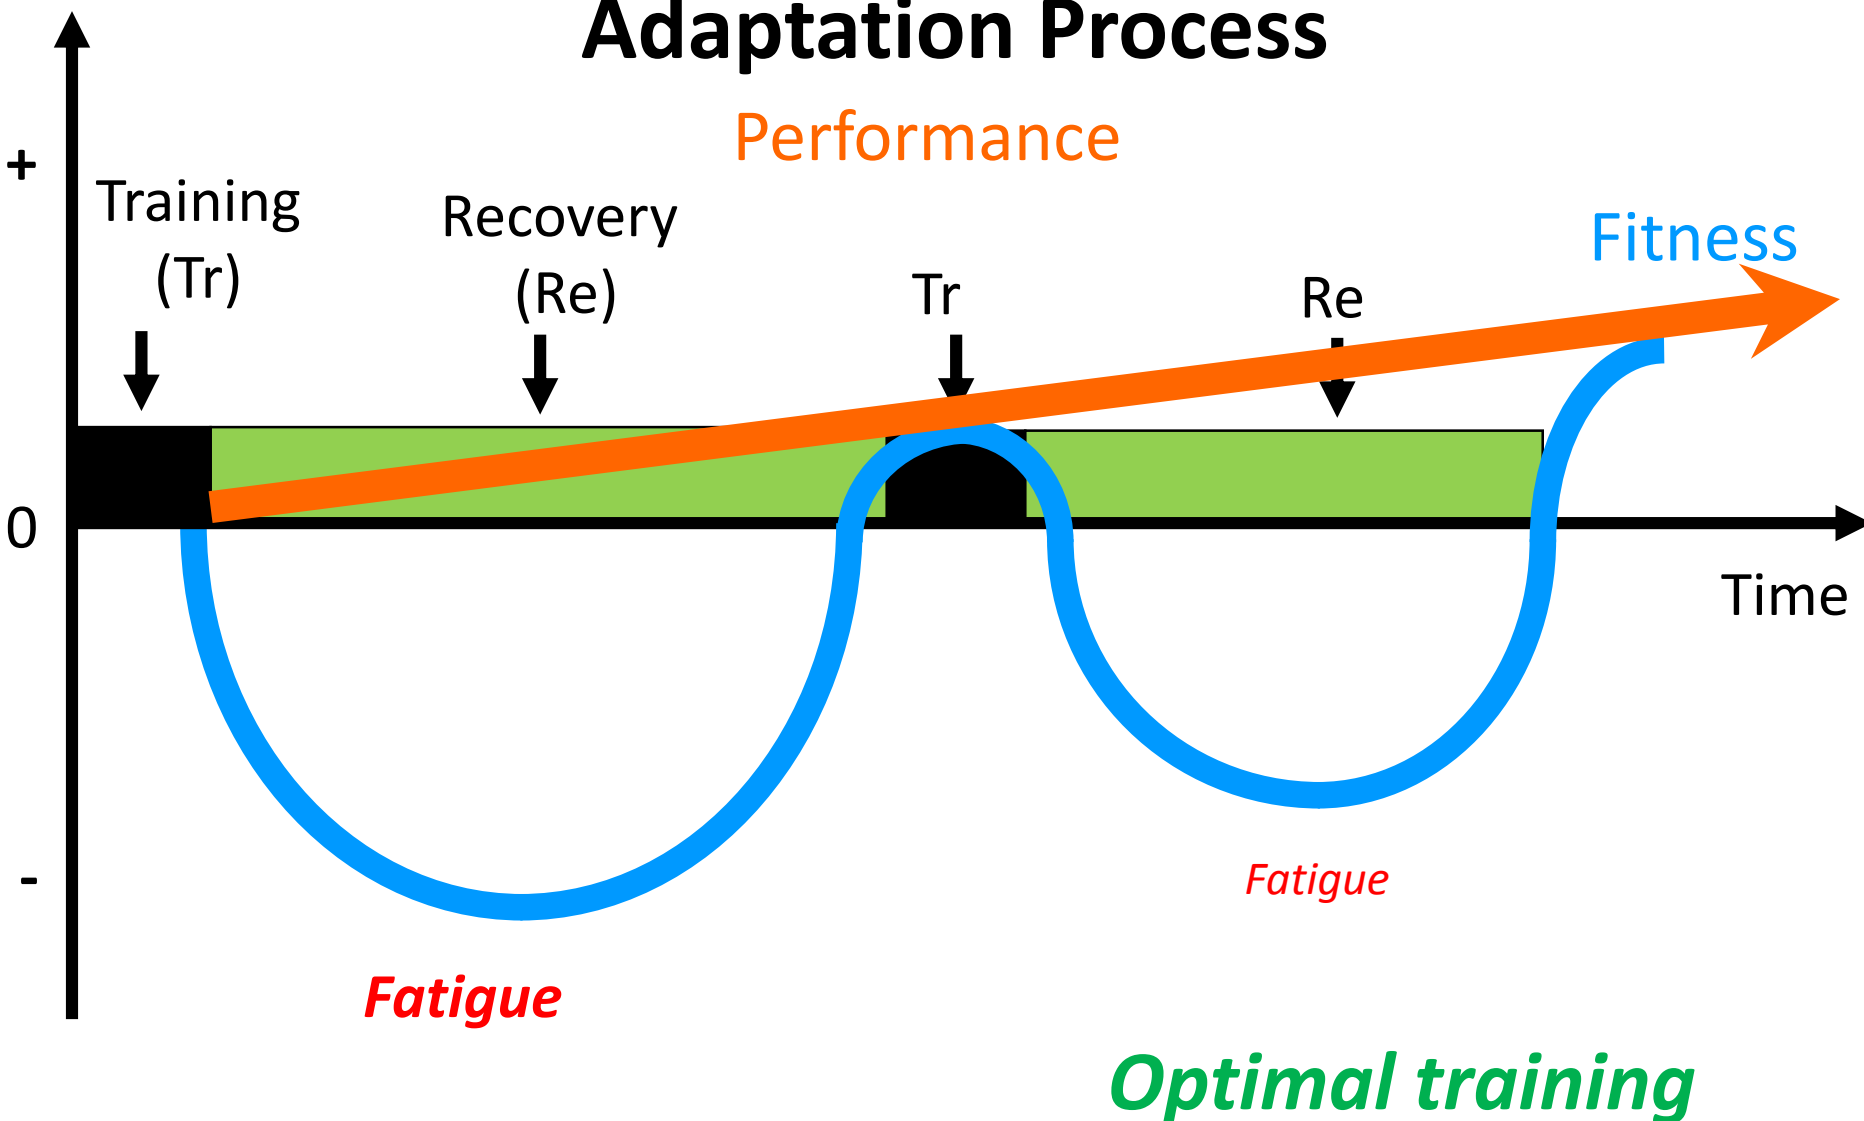 Adaptation Process
Performance
+
Training
(Tr)
Recovery
(Re)
Tr
Re
Fitness
0
Time
-
Fatigue
Fatigue
Optimal training